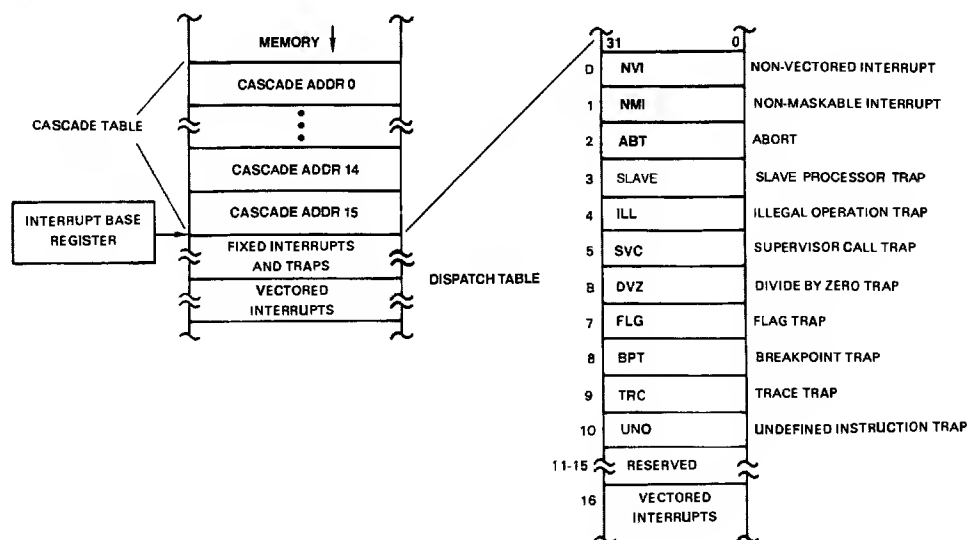 MEMORY
CASCADE ADDR 0
CASCADE TABLE
CASCADE ADDR 14
CASCADE ADDR 15
INTERRUPT BASE
REGISTER
FIXED INTERRUPTS
AND TRAPS
VECTORED
INTERRUPTS
DISPATCH TABLE
31 0
0 NVI NON-VECTORED INTERRUPT
1 NMI NON-MASKABLE INTERRUPT
2 ABT ABORT
3 SLAVE SLAVE PROCESSOR TRAP
4 ILL ILLEGAL OPERATION TRAP
5 SVC SUPERVISOR CALL TRAP
8 DVZ DIVIDE BY ZERO TRAP
7 FLG FLAG TRAP
8 BPT BREAKPOINT TRAP
9 TRC TRACE TRAP
10 UNO UNDEFINED INSTRUCTION TRAP
11-15 RESERVED
16 VECTORED
INTERRUPTS